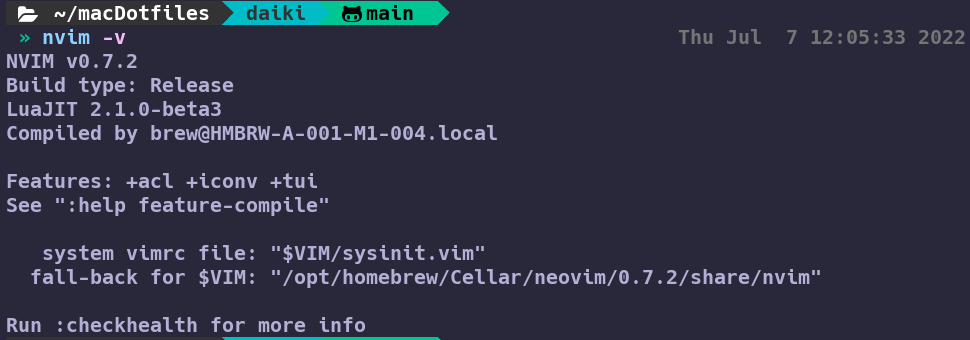 ~/macDotfiles daiki main
» nvim -v Thu Jul  7 12:05:33 2022
NVIM v0.7.2
Build type: Release
LuaJIT 2.1.0-beta3
Compiled by brew@HMBRW-A-001-M1-004.local
Features: +acl +iconv +tui
See ":help feature-compile"
system vimrc file: "$VIM/sysinit.vim"
fall-back for $VIM: "/opt/homebrew/Cellar/neovim/0.7.2/share/nvim"
Run :checkhealth for more info